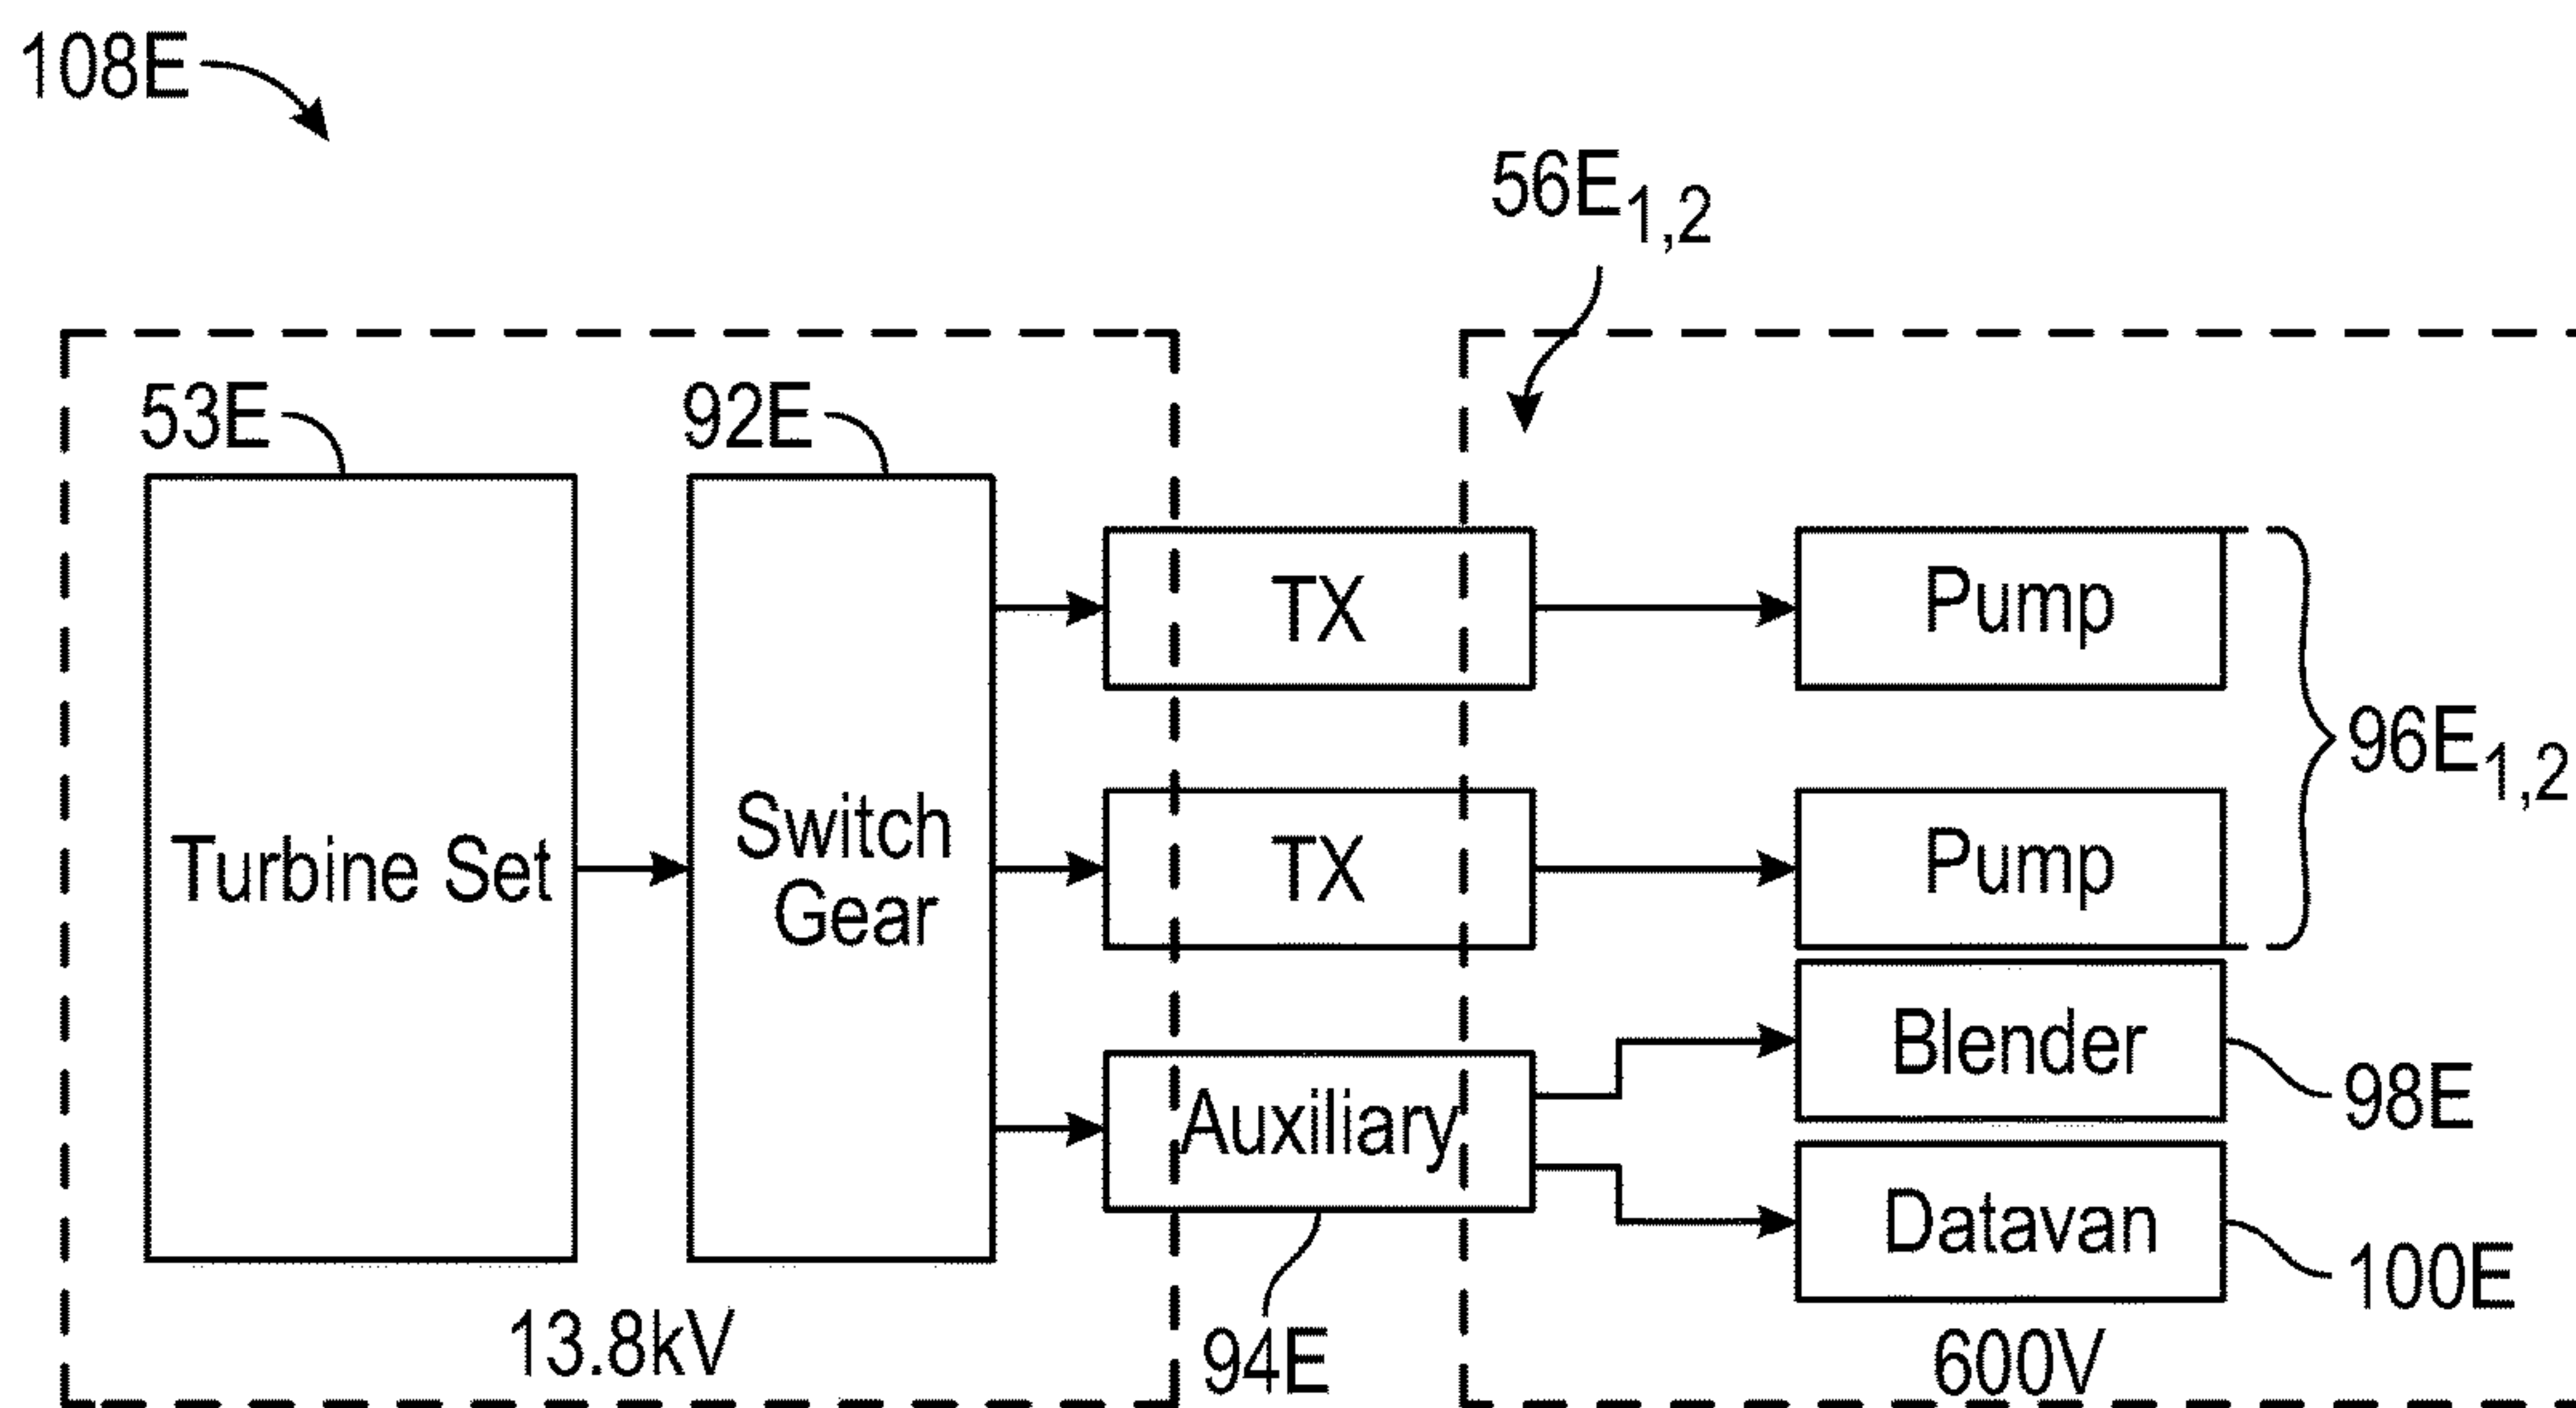 108E
56E1,2
53E
92E
Turbine Set
Switch
Gear
TX
Pump
TX
Pump
96E1,2
Auxiliary
Blender
98E
Datavan
100E
13.8kV
94E
600V